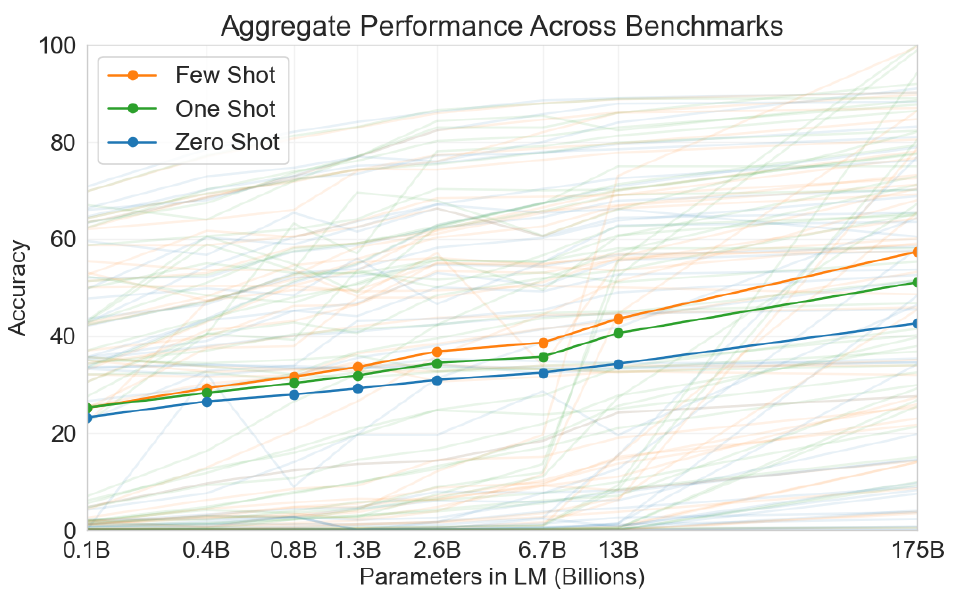 Aggregate Performance Across Benchmarks
100
80
60
40
20
0
Accuracy
Few Shot
One Shot
Zero Shot
0.1B 0.4B 0.8B 1.3B 2.6B 6.7B 13B 175B
Parameters in LM (Billions)